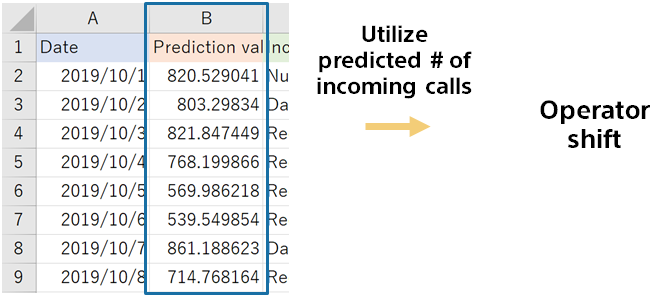 A B
1 Date Prediction val Inc
2 2019/10/1 820.529041 Nu
3 2019/10/2 803.29834 Da
4 2019/10/3 821.847449 Re
5 2019/10/4 768.199866 Re
6 2019/10/5 569.986218 Re
7 2019/10/6 539.549854 Re
8 2019/10/7 861.188623 Da
9 2019/10/8 714.768164 Re
Utilize
predicted # of
incoming calls
Operator
shift